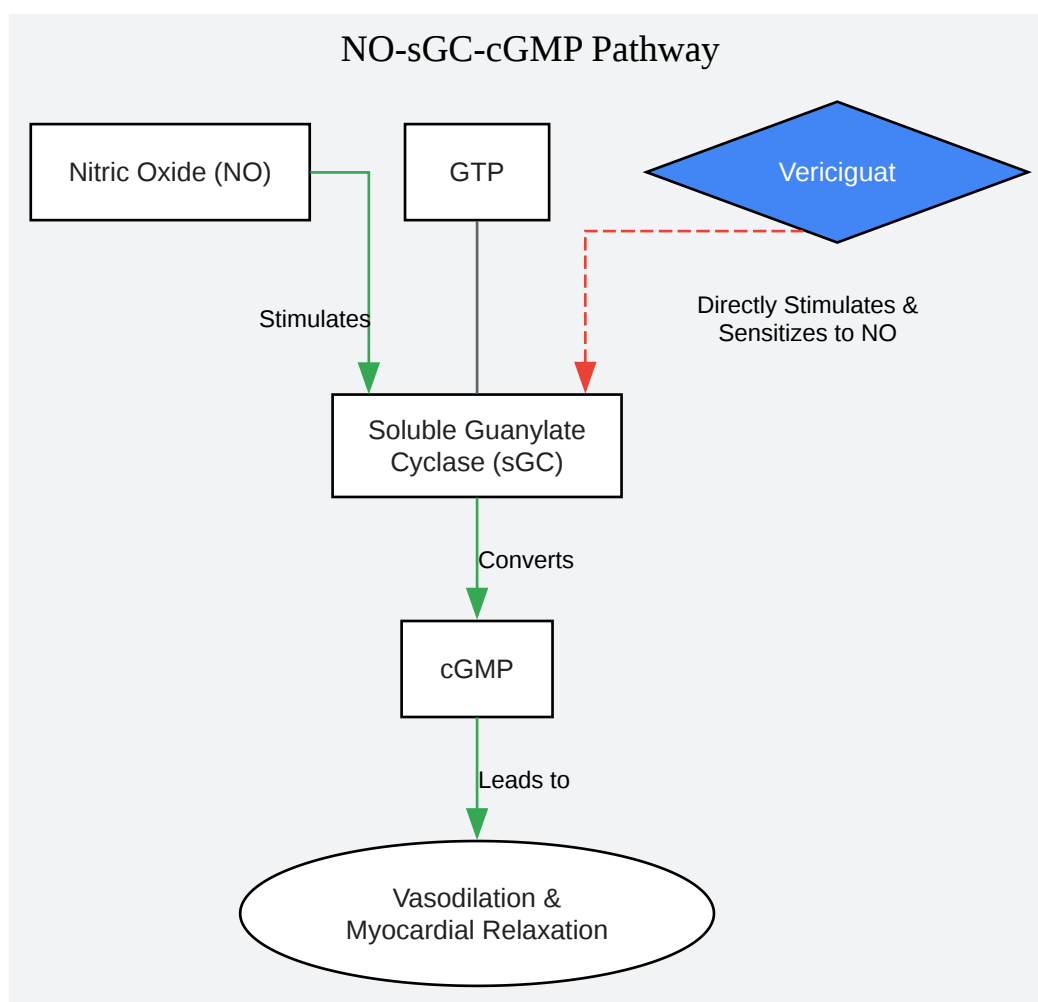 NO-sGC-cGMP Pathway
Nitric Oxide (NO)
GTP
Vericiguat
Stimulates
Directly Stimulates &
Sensitizes to NO
Soluble Guanylate
Cyclase (sGC)
Converts
cGMP
Leads to
Vasodilation &
Myocardial Relaxation